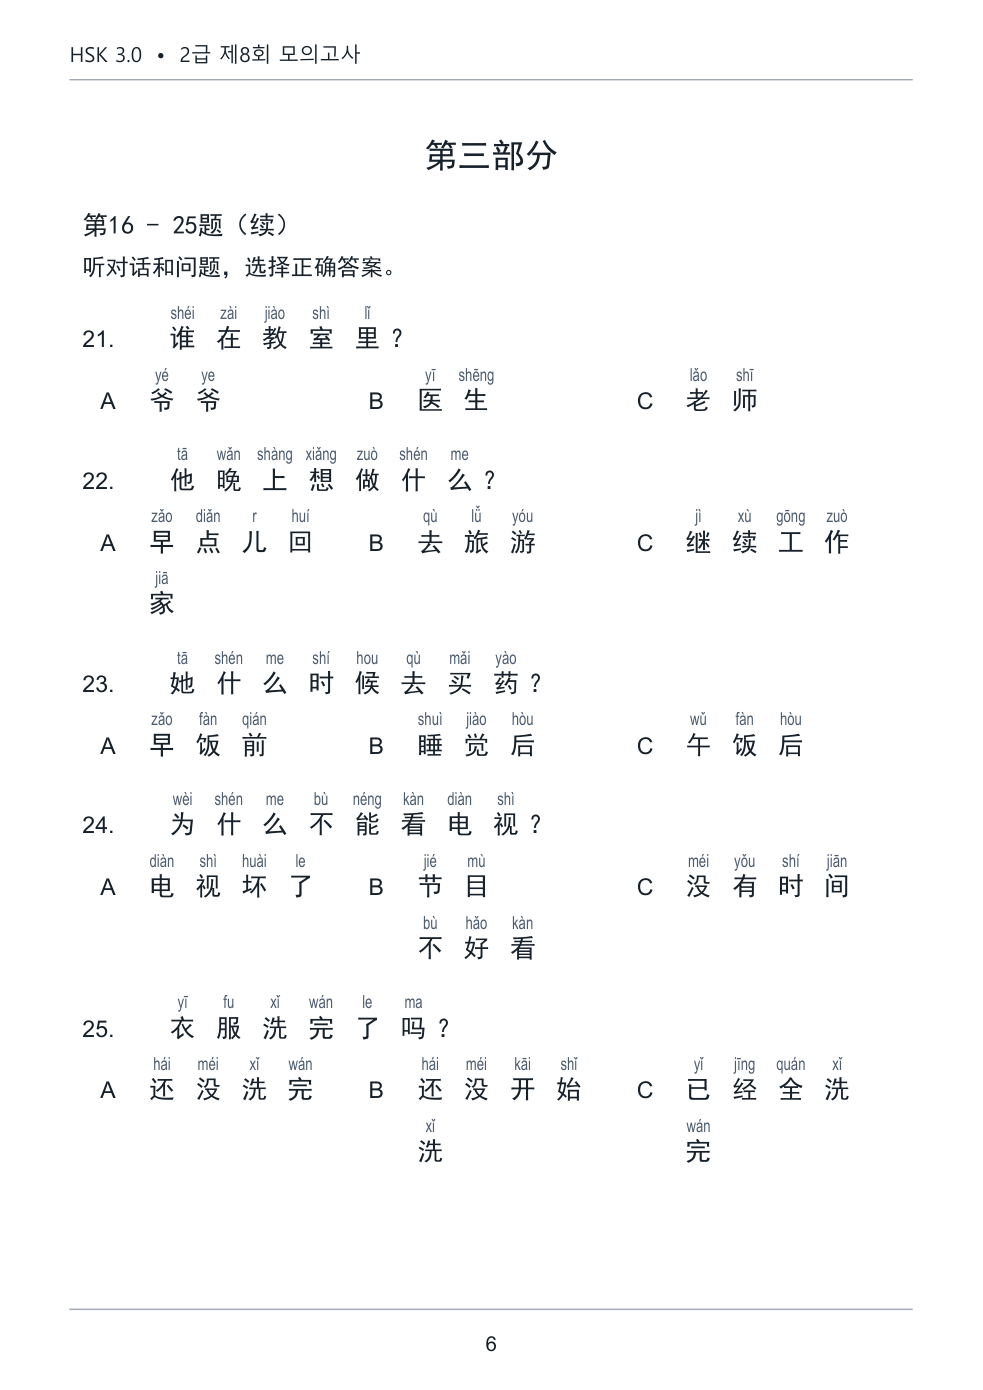 HSK 3.0 • 2급 제8회 모의고사
第三部分
第16 – 25题（续）
听对话和问题，选择正确答案。
shéi zài jiào shì lǐ
21. 谁在教室里？
yé ye yī shēng lǎo shī
A 爷爷 B 医生 C 老师
tā wǎn shàng xiǎng zuò shén me
22. 他晚上想做什么？
zǎo diǎn r huí qù lǚ yóu jì xù gōng zuò
A 早点儿回 B 去旅游 C 继续工作
jiā
家
tā shén me shí hou qù mǎi yào
23. 她什么时候去买药？
zǎo fàn qián shuì jiào hòu wǔ fàn hòu
A 早饭前 B 睡觉后 C 午饭后
wèi shén me bù néng kàn diàn shì
24. 为什么不能看电视？
diàn shì huài le jié mù méi yǒu shí jiān
A 电视坏了 B 节目 C 没有时间
bù hǎo kàn
不好看
yī fu xǐ wán le ma
25. 衣服洗完了吗？
hái méi xǐ wán hái méi kāi shǐ yǐ jīng quán xǐ
A 还没洗完 B 还没开始 C 已经全洗
xǐ wán
洗 完
6